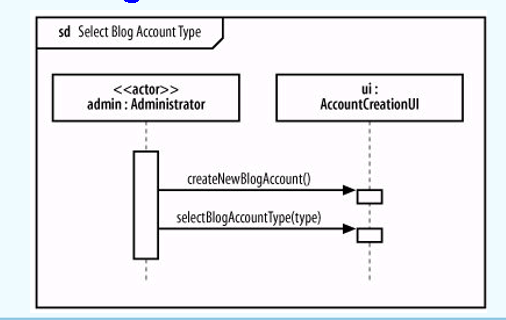 sd Select Blog Account Type
<<actor>>
admin : Administrator
ui :
AccountCreationUI
createNewBlogAccount()
selectBlogAccountType(type)